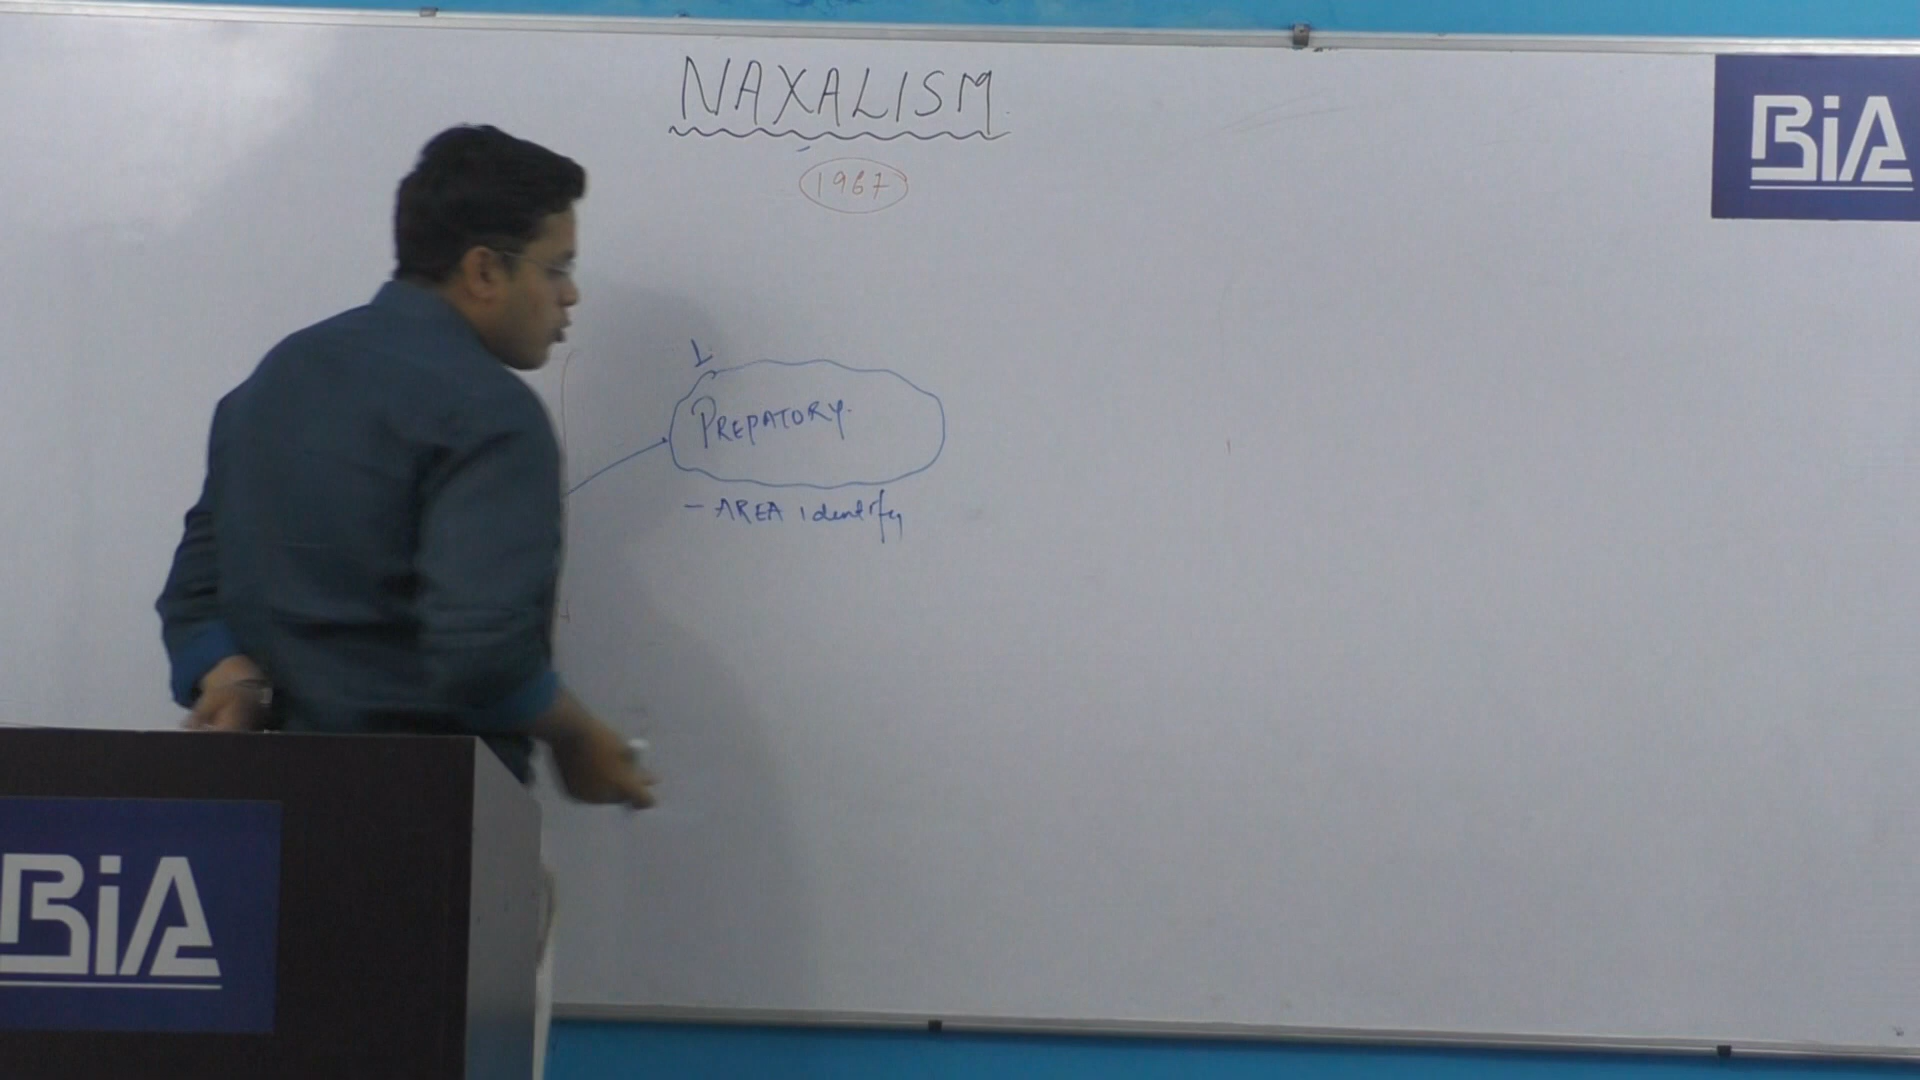 NAXALISM
1967
1.
PREPATORY.
- AREA identify
BiA
BiA